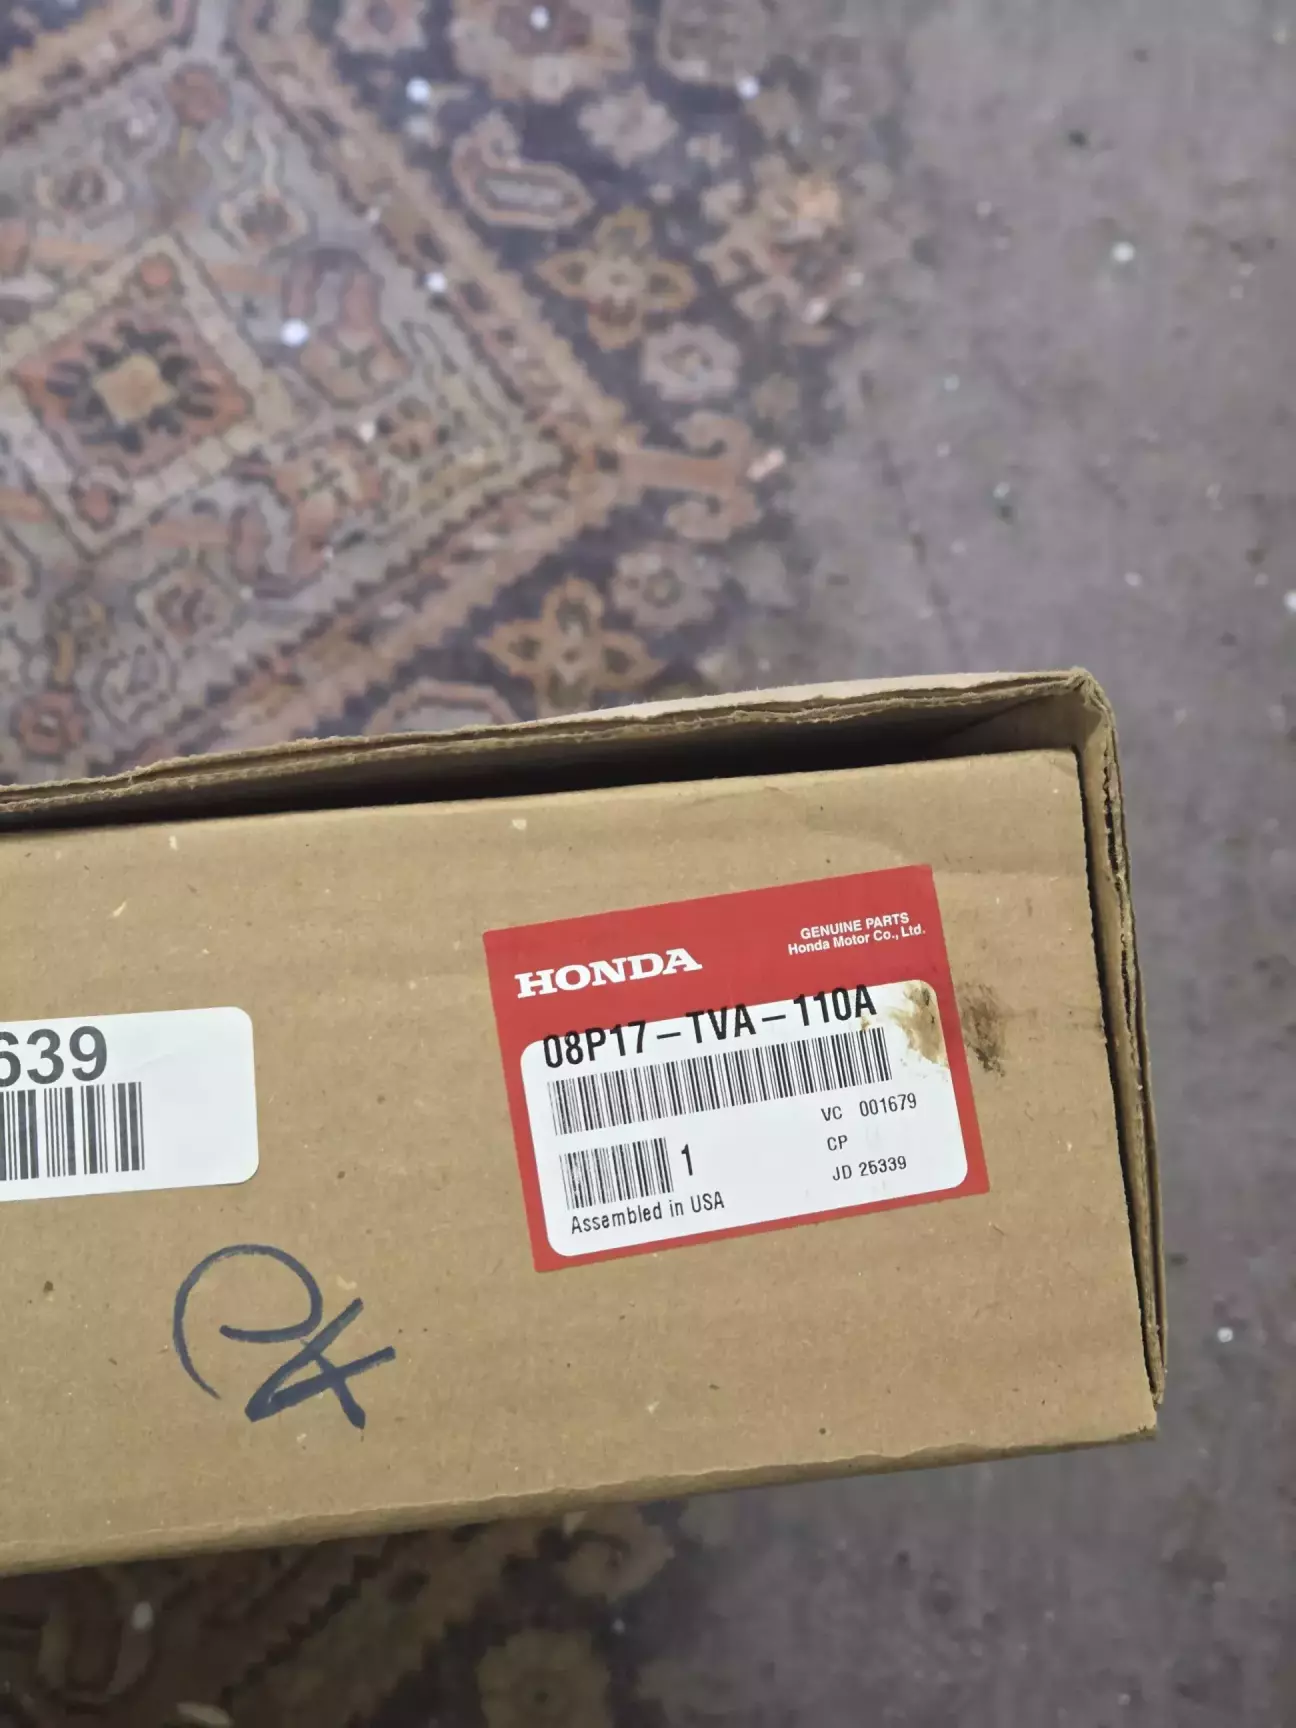 HONDA
GENUINE PARTS
Honda Motor Co., Ltd.
08P17-TVA-110A
VC 001679
CP
1
JD 25339
Assembled in USA
639